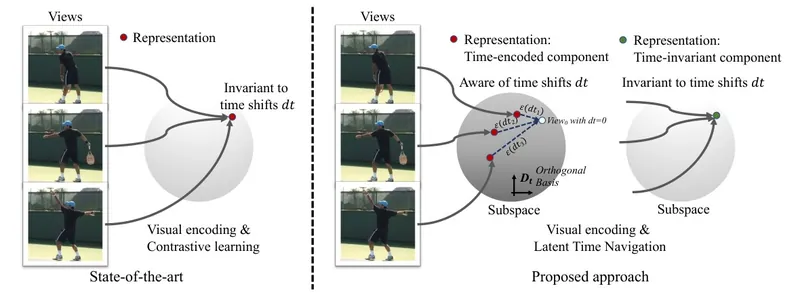 Views
Representation
Invariant to
time shifts dt
Visual encoding &
Contrastive learning
State-of-the-art
Views
Representation:
Time-encoded component
Representation:
Time-invariant component
Aware of time shifts dt
Invariant to time shifts dt
ε(dt₁)
ε(dt₂)
View₀ with dt=0
ε(dt₃)
Dₜ
Orthogonal
Basis
Subspace
Subspace
Visual encoding &
Latent Time Navigation
Proposed approach